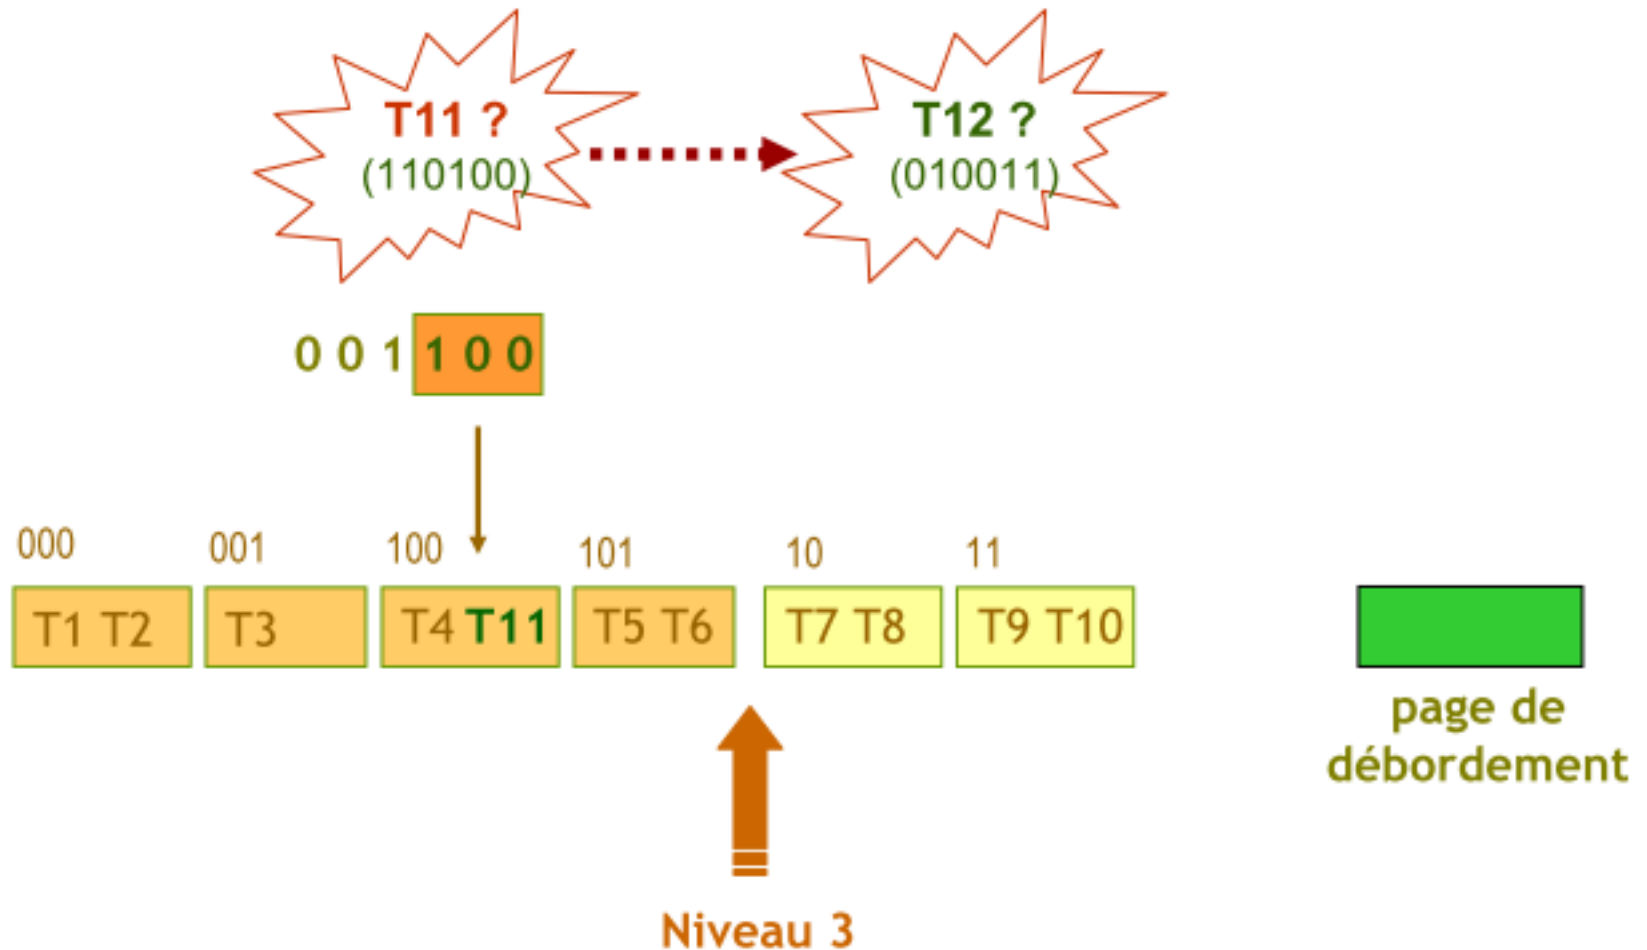 T11 ?
(110100)
T12 ?
(010011)
0 0 1 1 0 0
000 001 100 101 10 11
T1 T2 T3 T4 T11 T5 T6 T7 T8 T9 T10
page de
débordement
Niveau 3